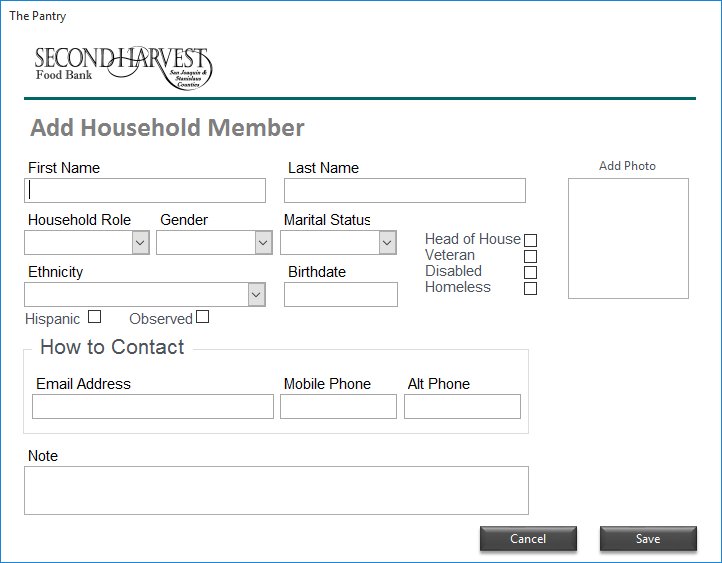 The Pantry
SECOND HARVEST
Food Bank
San Joaquin &
Stanislaus
Counties
Add Household Member
First Name
Last Name
Add Photo
Household Role
Gender
Marital Status
Head of House
Veteran
Disabled
Homeless
Ethnicity
Birthdate
Hispanic
Observed
How to Contact
Email Address
Mobile Phone
Alt Phone
Note
Cancel
Save